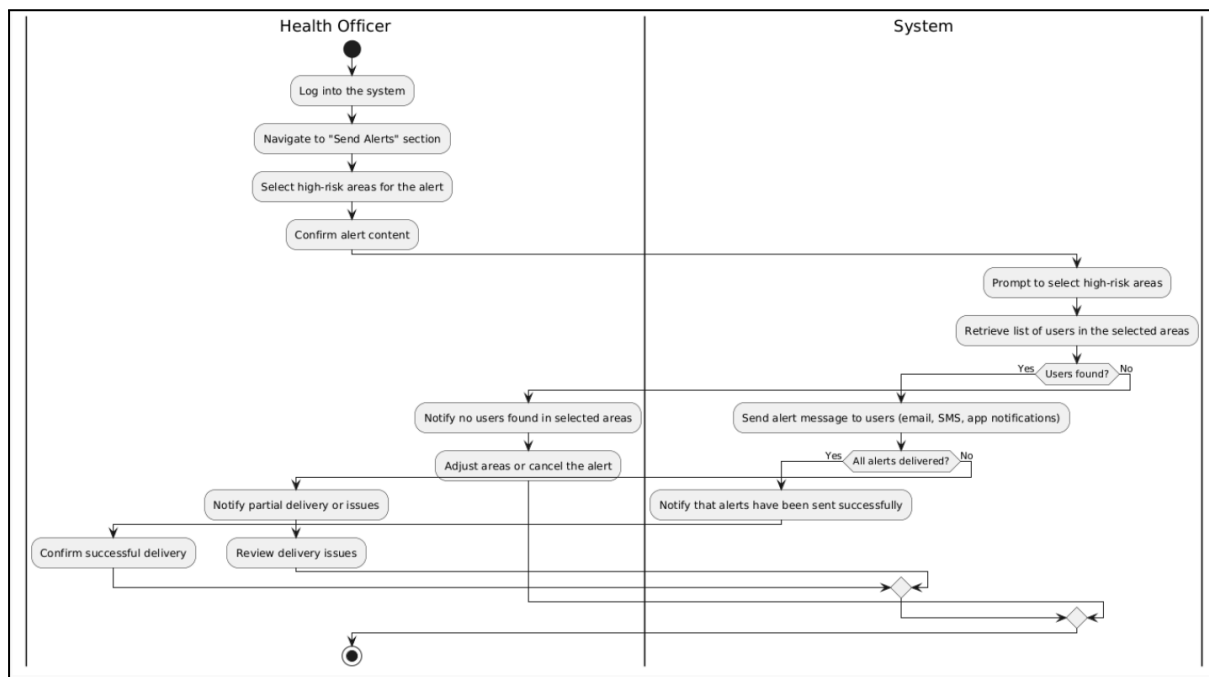 Health Officer
System
Log into the system
Navigate to "Send Alerts" section
Select high-risk areas for the alert
Confirm alert content
Prompt to select high-risk areas
Retrieve list of users in the selected areas
Yes
Users found?
No
Notify no users found in selected areas
Send alert message to users (email, SMS, app notifications)
Adjust areas or cancel the alert
Yes
All alerts delivered?
No
Notify partial delivery or issues
Notify that alerts have been sent successfully
Confirm successful delivery
Review delivery issues